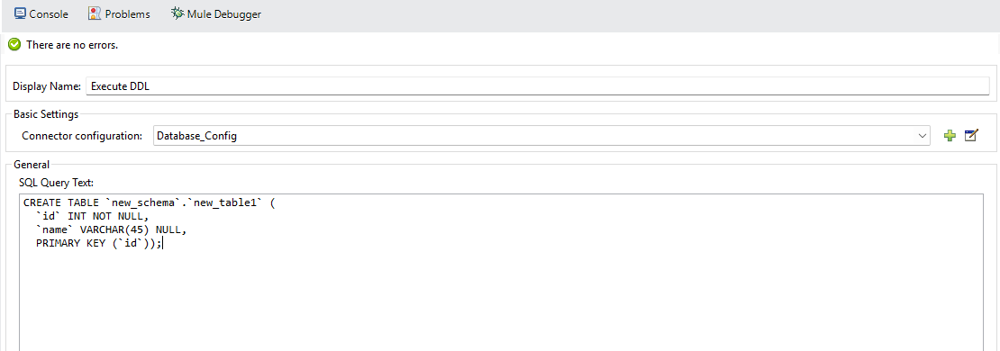 Console Problems Mule Debugger
There are no errors.
Display Name: Execute DDL
Basic Settings
Connector configuration: Database_Config
General
SQL Query Text:
CREATE TABLE `new_schema`.`new_table1` (
  `id` INT NOT NULL,
  `name` VARCHAR(45) NULL,
  PRIMARY KEY (`id`));